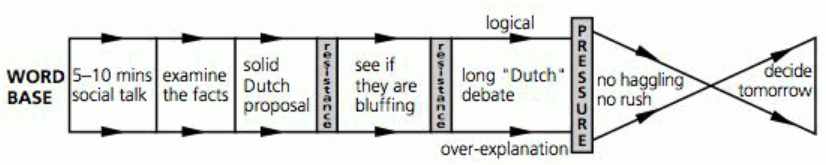 WORD
BASE
5–10 mins
social talk
examine
the facts
solid
Dutch
proposal
resistance
see if
they are
bluffing
resistance
logical
long "Dutch"
debate
over-explanation
PRESSURE
no haggling
no rush
decide
tomorrow